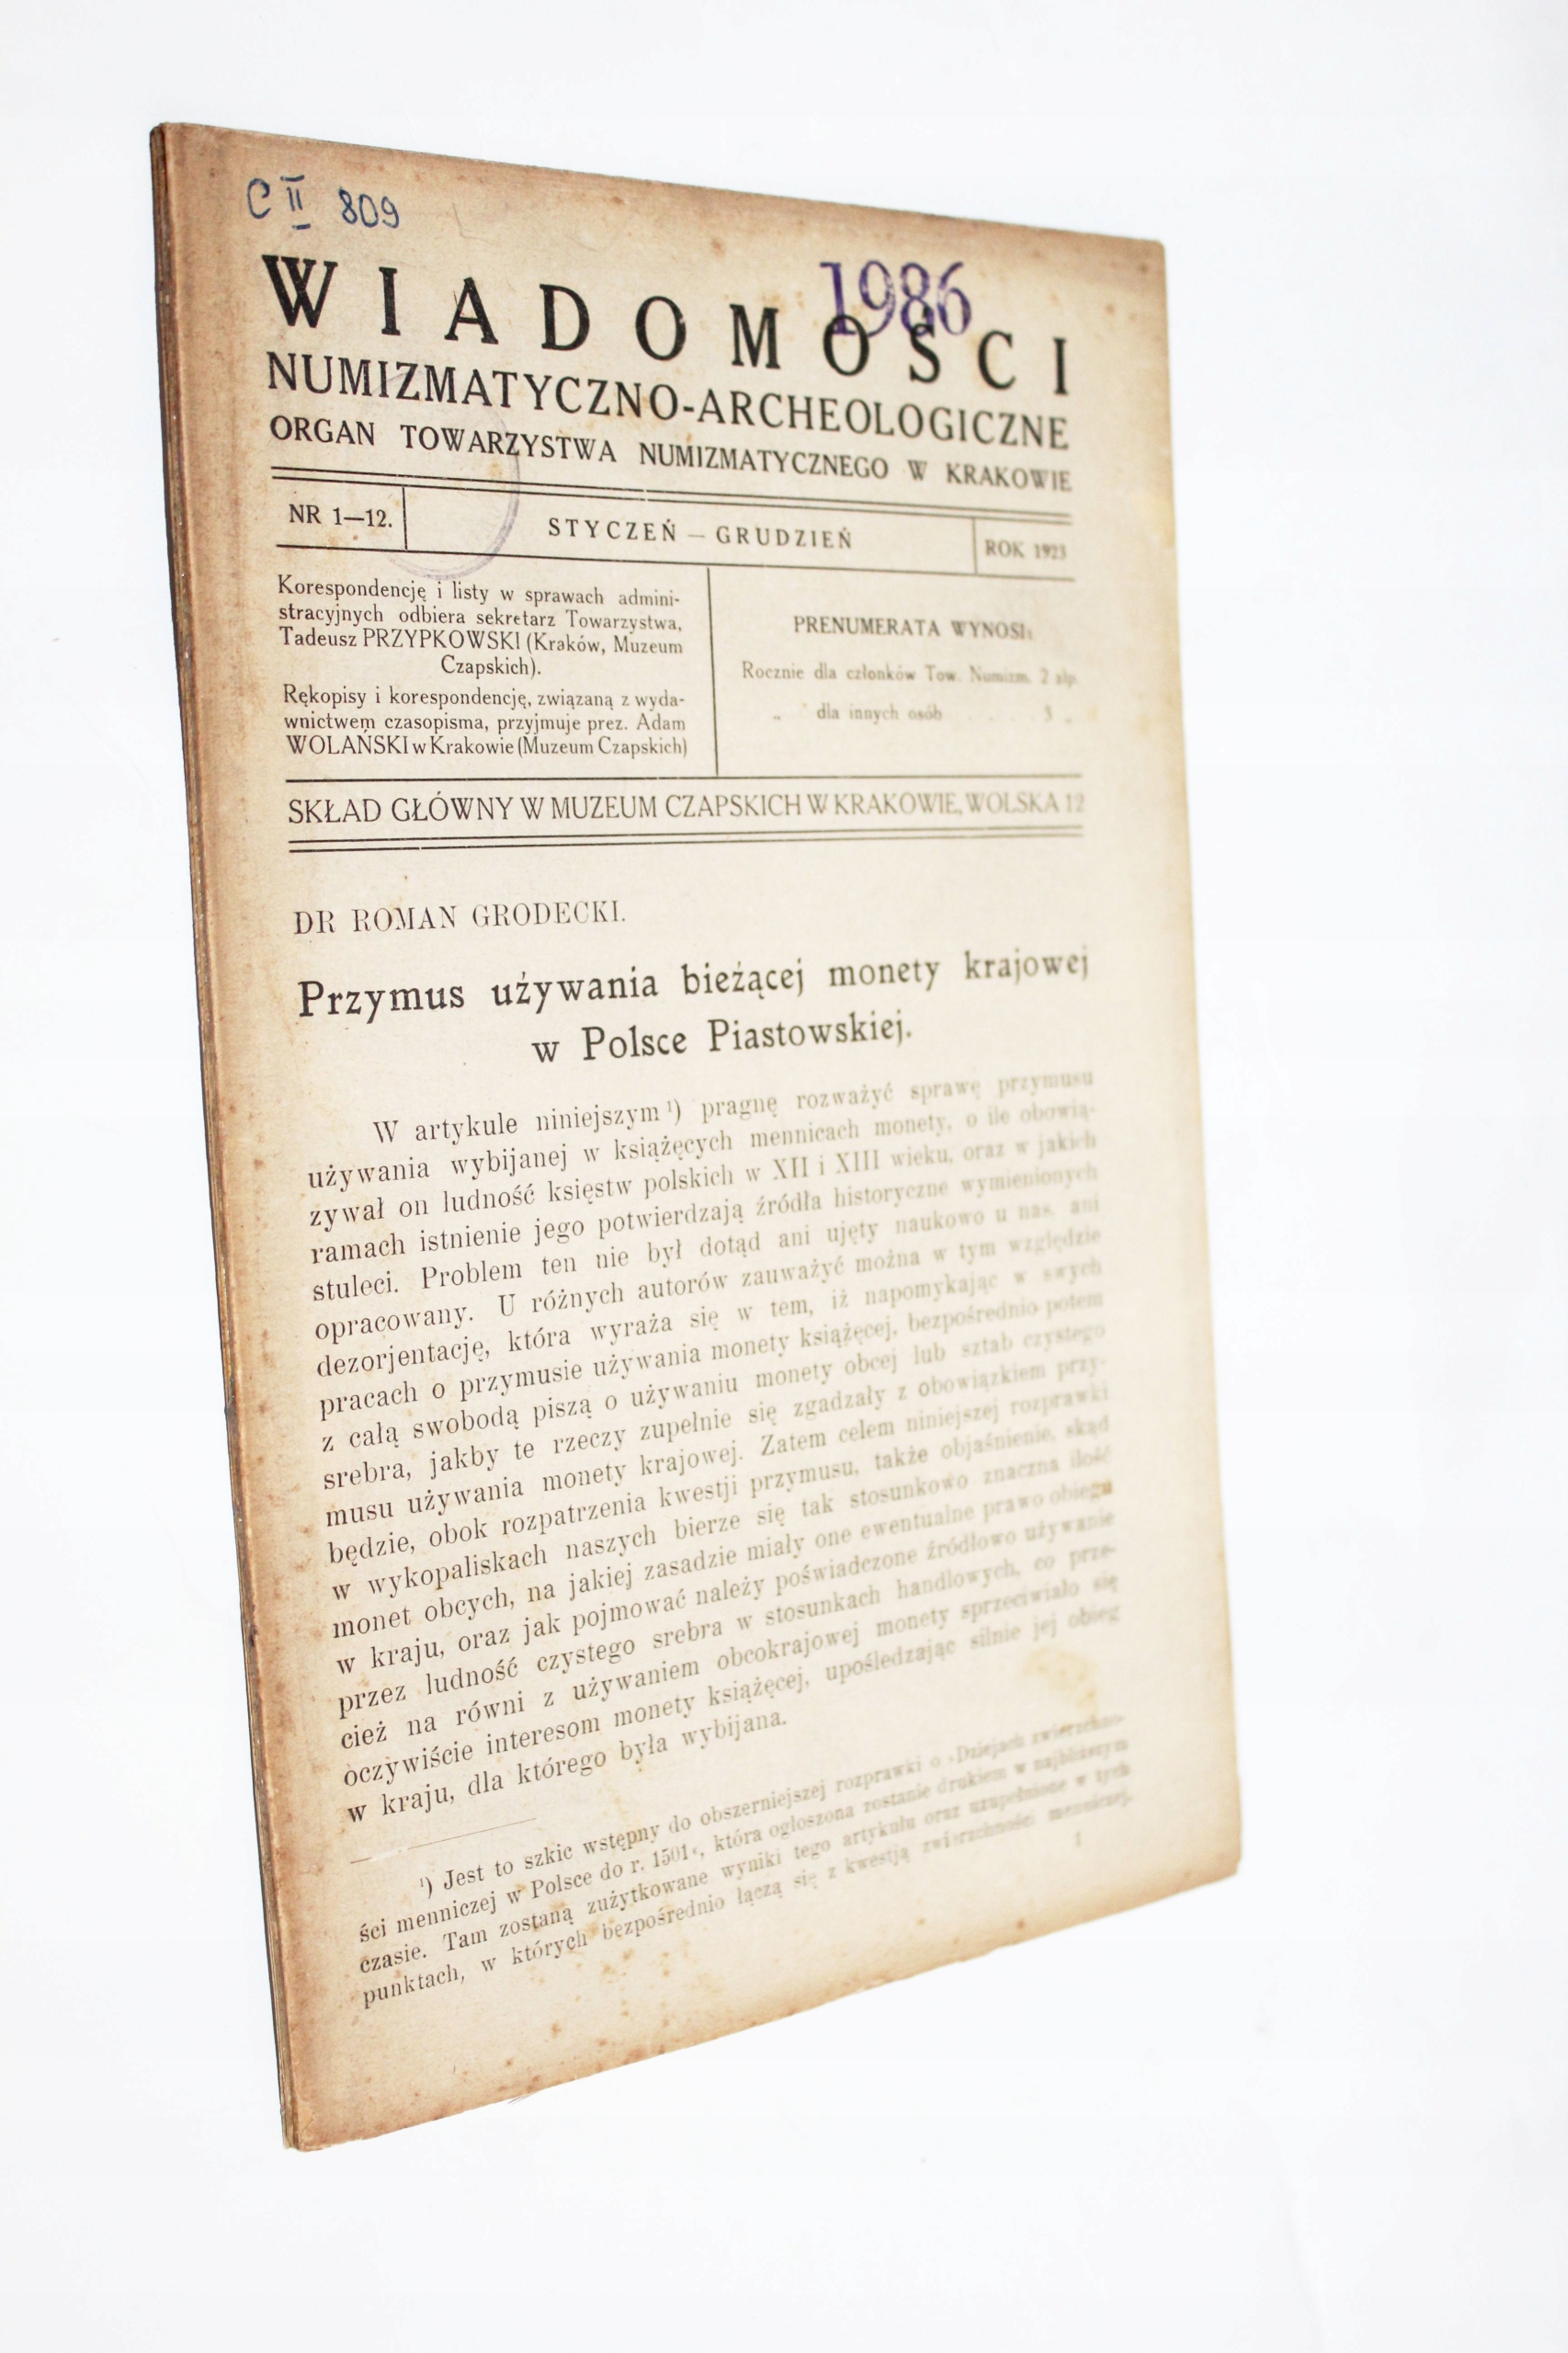 C II 809
1986
WIADOMOŚCI
NUMIZMATYCZNO-ARCHEOLOGICZNE
ORGAN TOWARZYSTWA NUMIZMATYCZNEGO W KRAKOWIE
NR 1—12.
STYCZEŃ — GRUDZIEŃ
ROK 1923
Korespondencję i listy w sprawach admini-
stracyjnych odbiera sekretarz Towarzystwa,
Tadeusz PRZYPKOWSKI (Kraków, Muzeum
Czapskich).
Rękopisy i korespondencję, związaną z wyda-
wnictwem czasopisma, przyjmuje prez. Adam
WOLAŃSKI w Krakowie (Muzeum Czapskich)
PRENUMERATA WYNOSI:
Rocznie dla członków Tow. Numizm. 2 złp.
„ dla innych osób . . . . 3 „
SKŁAD GŁÓWNY W MUZEUM CZAPSKICH W KRAKOWIE, WOLSKA 12
DR ROMAN GRODECKI.
Przymus używania bieżącej monety krajowej
w Polsce Piastowskiej.
W artykule niniejszym ¹) pragnę rozważyć sprawę przymusu
używania wybijanej w książęcych mennicach monety, o ile obowią-
zywał on ludność księstw polskich w XII i XIII wieku, oraz w jakich
ramach istnienie jego potwierdzają źródła historyczne wymienionych
stuleci. Problem ten nie był dotąd ani ujęty naukowo u nas, ani
opracowany. U różnych autorów zauważyć można w tym względzie
dezorjentację, która wyraża się w tem, iż napomykając w swych
pracach o przymusie używania monety książęcej, bezpośrednio potem
z całą swobodą piszą o używaniu monety obcej lub sztab czystego
srebra, jakby te rzeczy zupełnie się zgadzały z obowiązkiem przy-
musu używania monety krajowej. Zatem celem niniejszej rozprawki
będzie, obok rozpatrzenia kwestji przymusu, także objaśnienie, skąd
w wykopaliskach naszych bierze się tak stosunkowo znaczna ilość
monet obcych, na jakiej zasadzie miały one ewentualne prawo obiegu
w kraju, oraz jak pojmować należy poświadczone źródłowo używanie
przez ludność czystego srebra w stosunkach handlowych, co prze-
cież na równi z używaniem obcokrajowej monety sprzeciwiało się
oczywiście interesom monety książęcej, upośledzając silnie jej obieg
w kraju, dla którego była wybijana.
¹) Jest to szkic wstępny do obszerniejszej rozprawki o »Dziejach zwierzchno-
ści menniczej w Polsce do r. 1501«, która ogłoszona zostanie drukiem w najbliższym
czasie. Tam zostaną zużytkowane wyniki tego artykułu oraz uzupełnione w tych
punktach, w których bezpośrednio łączą się z kwestją zwierzchności menniczej.
1